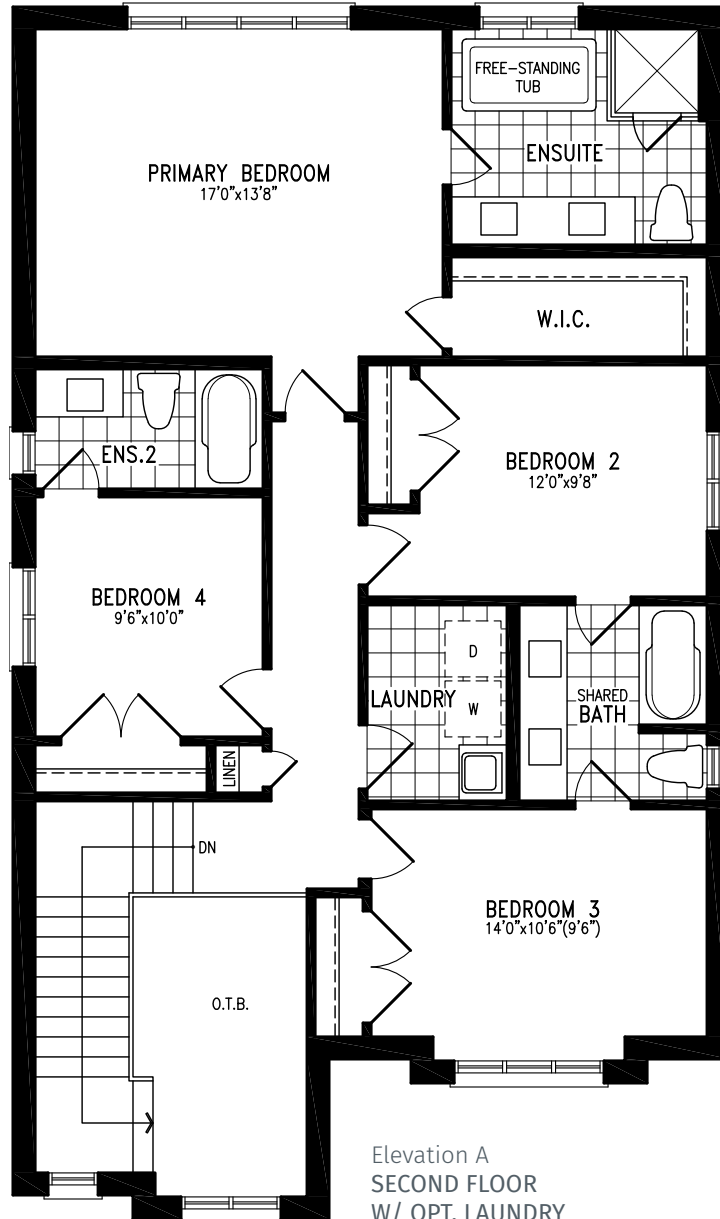 FREE-STANDING
TUB
ENSUITE
PRIMARY BEDROOM
17'0"x13'8"
W.I.C.
ENS.2
BEDROOM 2
12'0"x9'8"
BEDROOM 4
9'6"x10'0"
D
LAUNDRY
W
SHARED
BATH
LINEN
DN
BEDROOM 3
14'0"x10'6"(9'6")
O.T.B.
Elevation A
SECOND FLOOR
W/ OPT. LAUNDRY